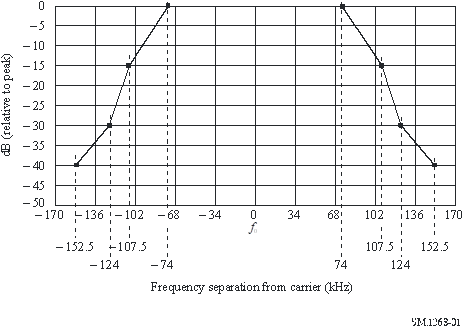 0
−5
−10
−15
−20
−25
−30
−35
−40
−45
−50
dB (relative to peak)
−170 −136 −102 −68 −34 0 34 68 102 136 170
f
−152.5 −107.5 107.5 152.5
−124 −74 74 124
Frequency separation from carrier (kHz)
SM.1268-01